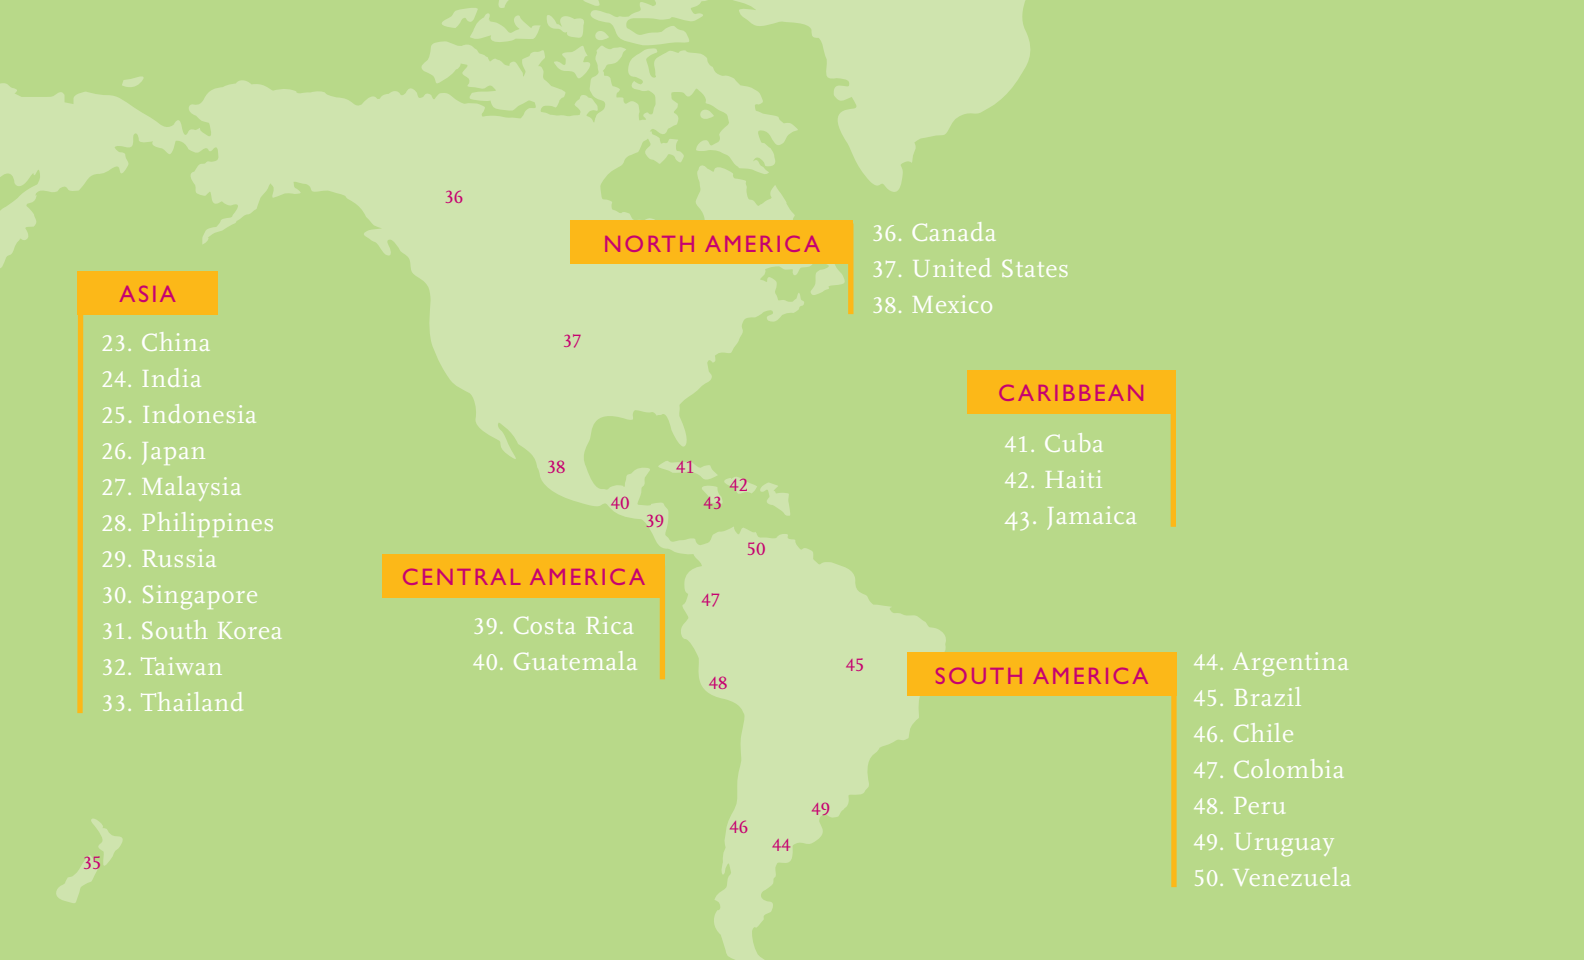 36
NORTH AMERICA
36. Canada
37. United States
38. Mexico
ASIA
23. China
24. India
25. Indonesia
26. Japan
27. Malaysia
28. Philippines
29. Russia
30. Singapore
31. South Korea
32. Taiwan
33. Thailand
37
CARIBBEAN
41. Cuba
42. Haiti
43. Jamaica
38
41
42
40
43
39
50
CENTRAL AMERICA
39. Costa Rica
40. Guatemala
47
45
48
SOUTH AMERICA
44. Argentina
45. Brazil
46. Chile
47. Colombia
48. Peru
49. Uruguay
50. Venezuela
49
46
44
35